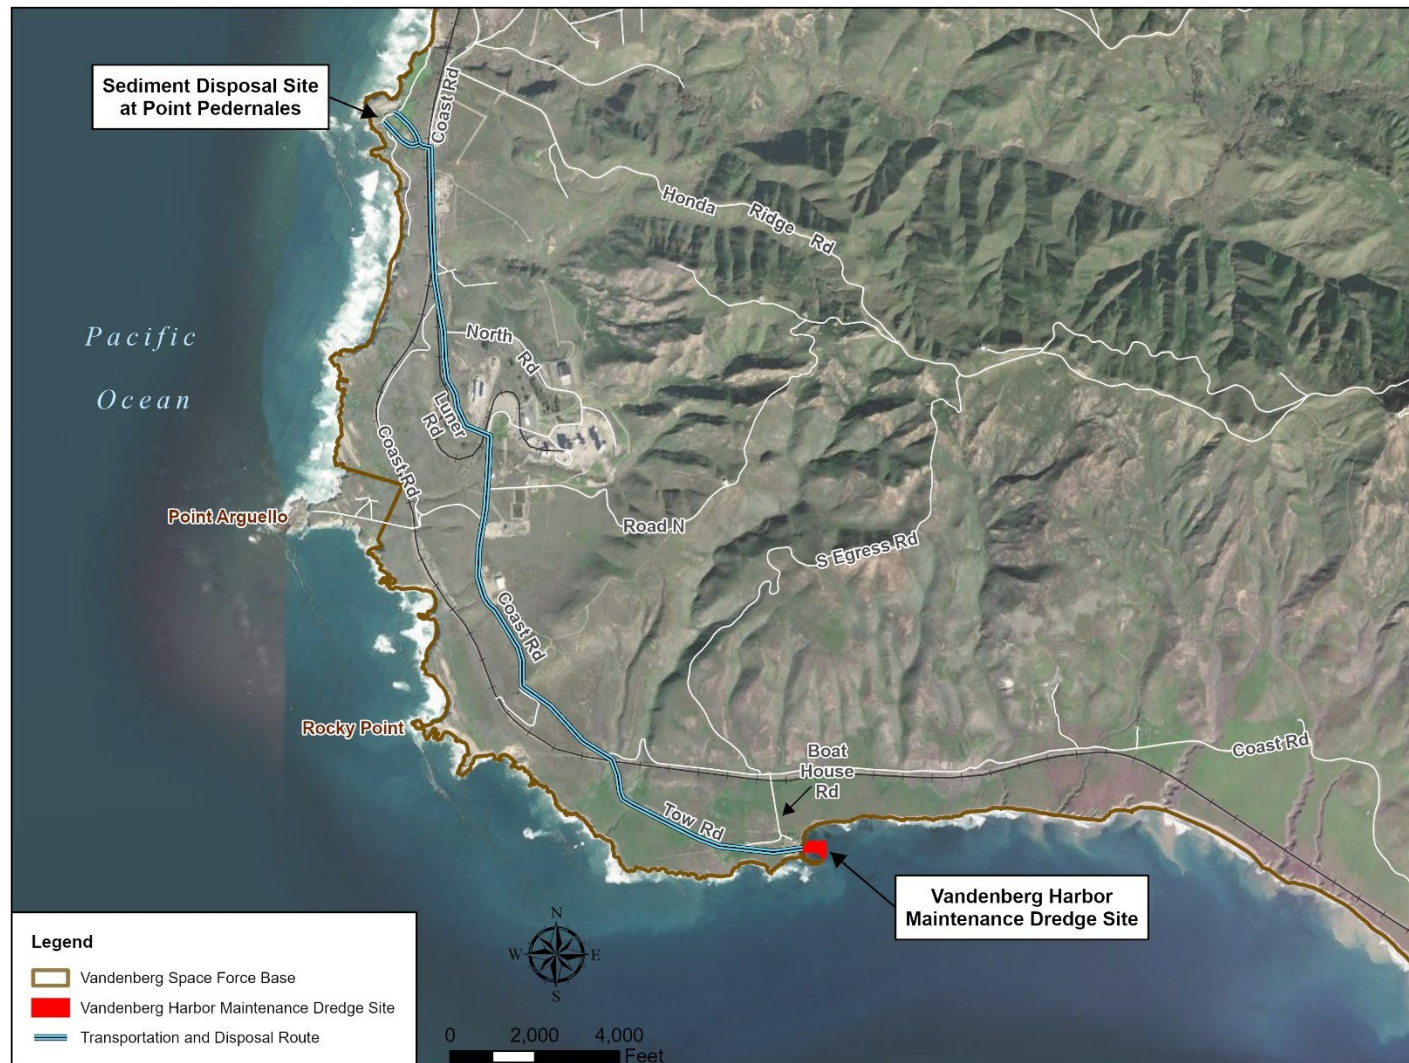 Sediment Disposal Site
at Point Pedernales
Coast Rd
Honda Ridge Rd
Pacific
Ocean
North Rd
Luner
Rd
Coast Rd
Point Arguello
Road N
S Egress Rd
Coast Rd
Rocky Point
Boat
House
Rd
Coast Rd
Tow Rd
Vandenberg Harbor
Maintenance Dredge Site
Legend
Vandenberg Space Force Base
Vandenberg Harbor Maintenance Dredge Site
Transportation and Disposal Route
N
W
E
S
0 2,000 4,000
Feet